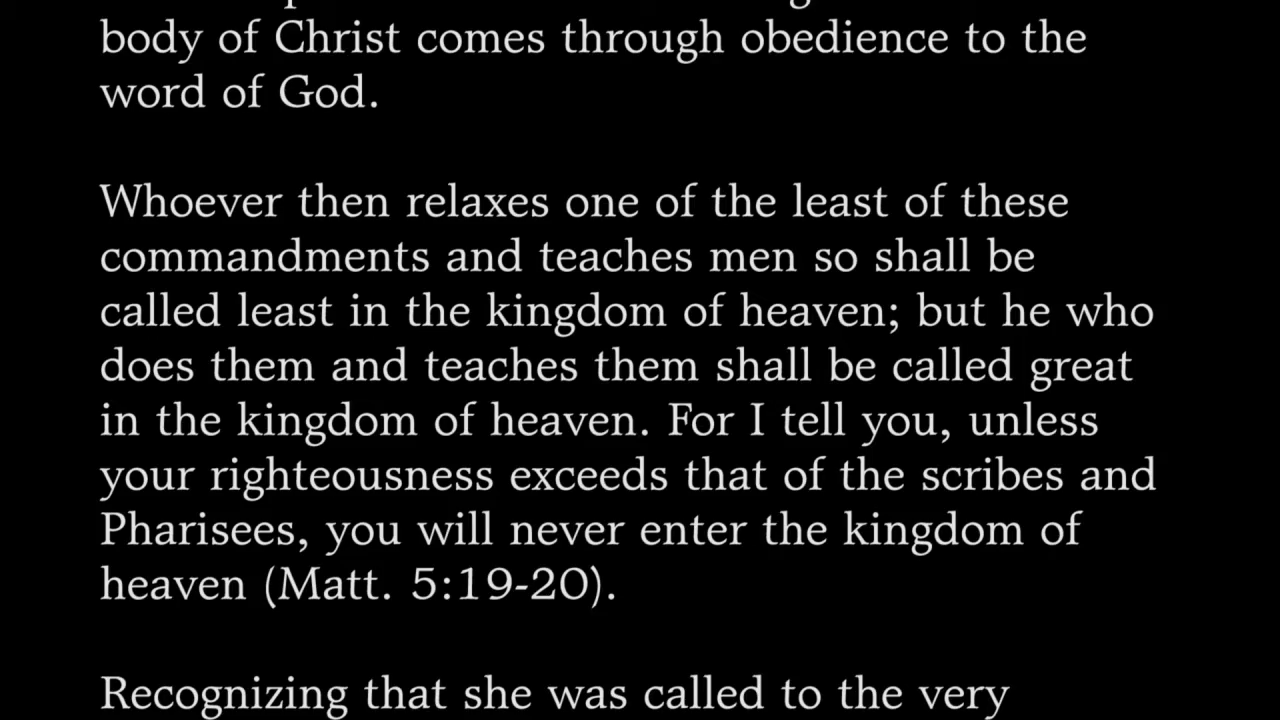 body of Christ comes through obedience to the
word of God.
Whoever then relaxes one of the least of these
commandments and teaches men so shall be
called least in the kingdom of heaven; but he who
does them and teaches them shall be called great
in the kingdom of heaven. For I tell you, unless
your righteousness exceeds that of the scribes and
Pharisees, you will never enter the kingdom of
heaven (Matt. 5:19-20).
Recognizing that she was called to the very